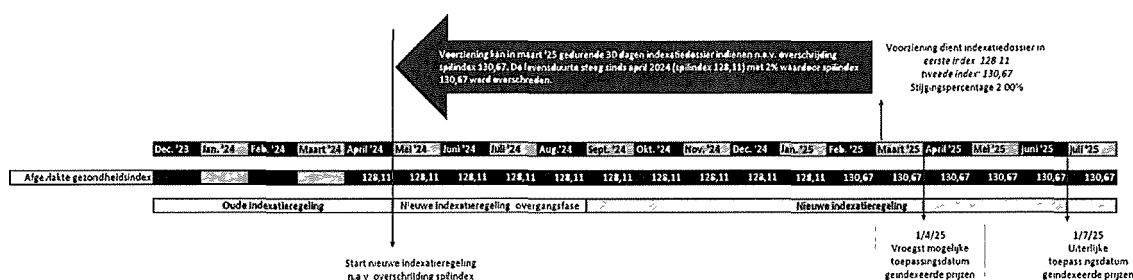 Voorziening kan in maart '25 gedurende 30 dagen indexatiedossier indienen n.a.v. overschrijding
spilindex 130,67. De levensduurte steeg sinds april 2024 (spilindex 128,11) met 2% waardoor spilindex
130,67 werd overschreden.
Voorziening dient indexatiedossier in
eerste index 128 11
tweede index 130,67
Stijgingspercentage 2 00%
Dec. '23 Jan. '24 Feb. '24 Maart '24 April '24 Mei '24 Juni '24 Juli '24 Aug. '24 Sept. '24 Okt. '24 Nov. '24 Dec. '24 Jan. '25 Feb. '25 Maart '25 April '25 Mei '25 Juni '25 Juli '25
Afgevlakte gezondheidsindex 128,11 128,11 128,11 128,11 128,11 128,11 128,11 128,11 128,11 128,11 130,67 130,67 130,67 130,67 130,67 130,67
Oude indexatieregeling Nieuwe indexatieregeling overgangsfase Nieuwe indexatieregeling
Start nieuwe indexatieregeling
n.a.v overschrijding spilindex
1/4/25
Vroegst mogelijke
toepassingsdatum
geïndexeerde prijzen
1/7/25
Uiterlijke
toepassingsdatum
geïndexeerde prijzen